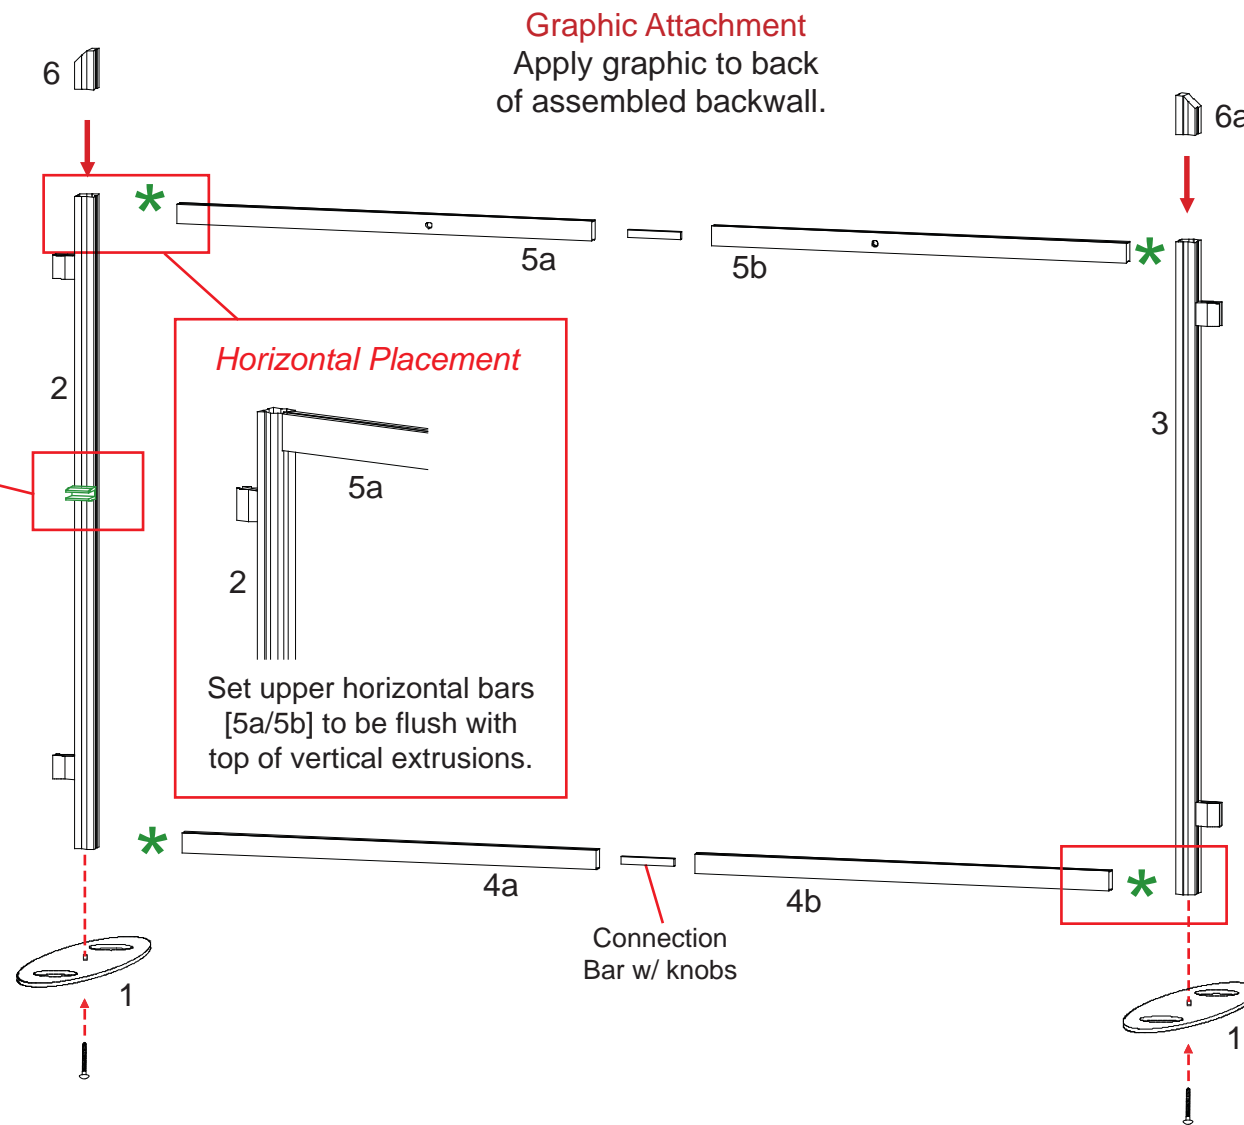 Graphic Attachment
Apply graphic to back
of assembled backwall.
6
6a
*
5a
5b
*
Horizontal Placement
2
3
5a
2
Set upper horizontal bars
[5a/5b] to be flush with
top of vertical extrusions.
*
4a
4b
*
Connection
Bar w/ knobs
1
1